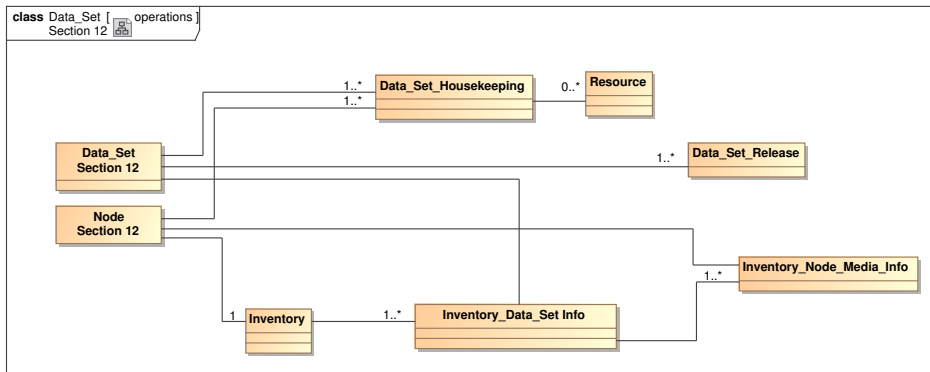 class Data_Set [ operations ]
Section 12
1..*
Data_Set_Housekeeping
0..*
Resource
1..*
Data_Set
Section 12
1..*
Data_Set_Release
Node
Section 12
Inventory_Node_Media_Info
1..*
1
Inventory
1..*
Inventory_Data_Set Info